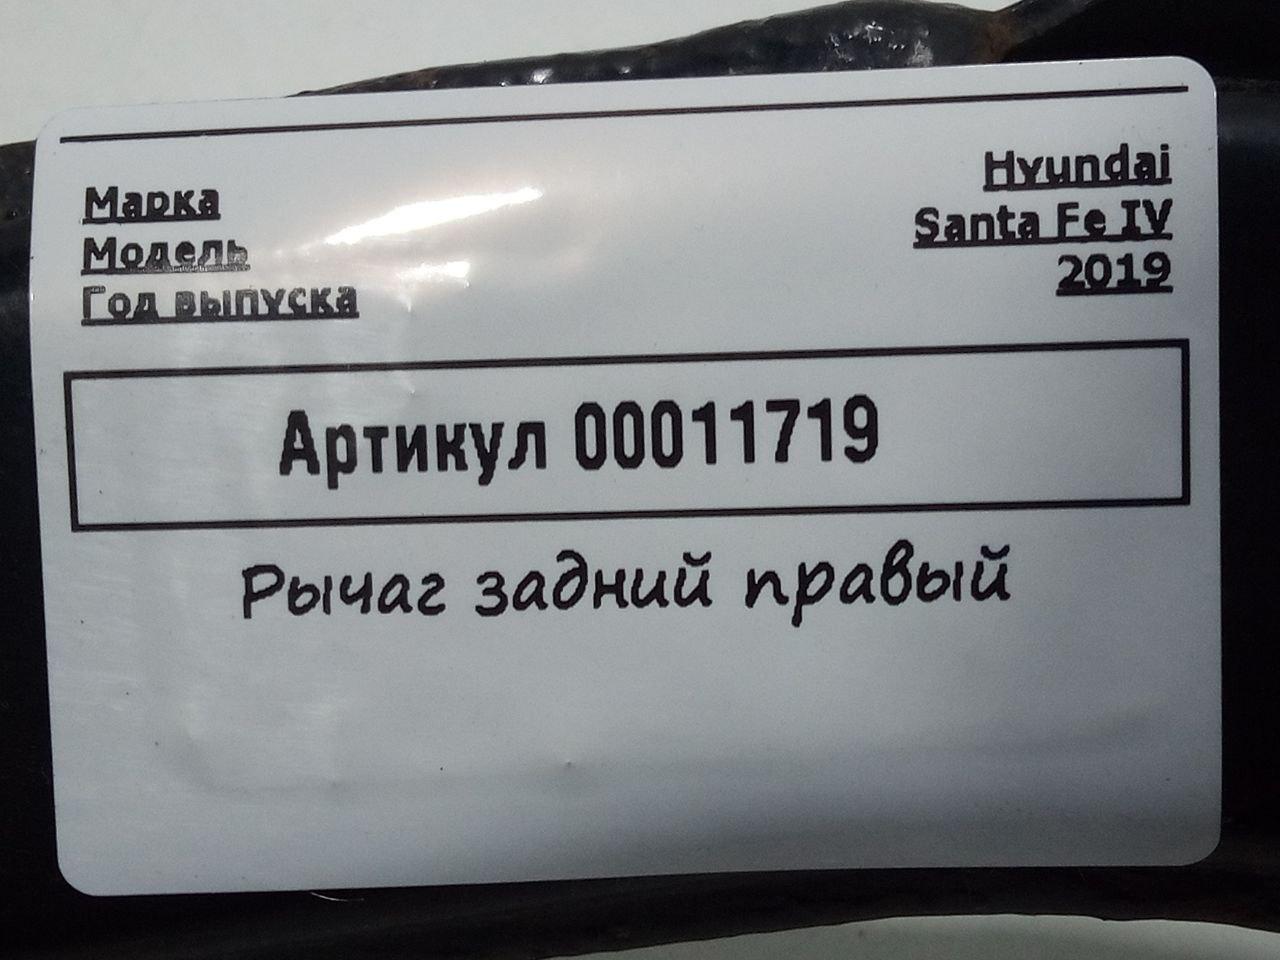 Марка Hyundai
Модель Santa Fe IV
Год выпуска 2019
Артикул 00011719
Рычаг задний правый